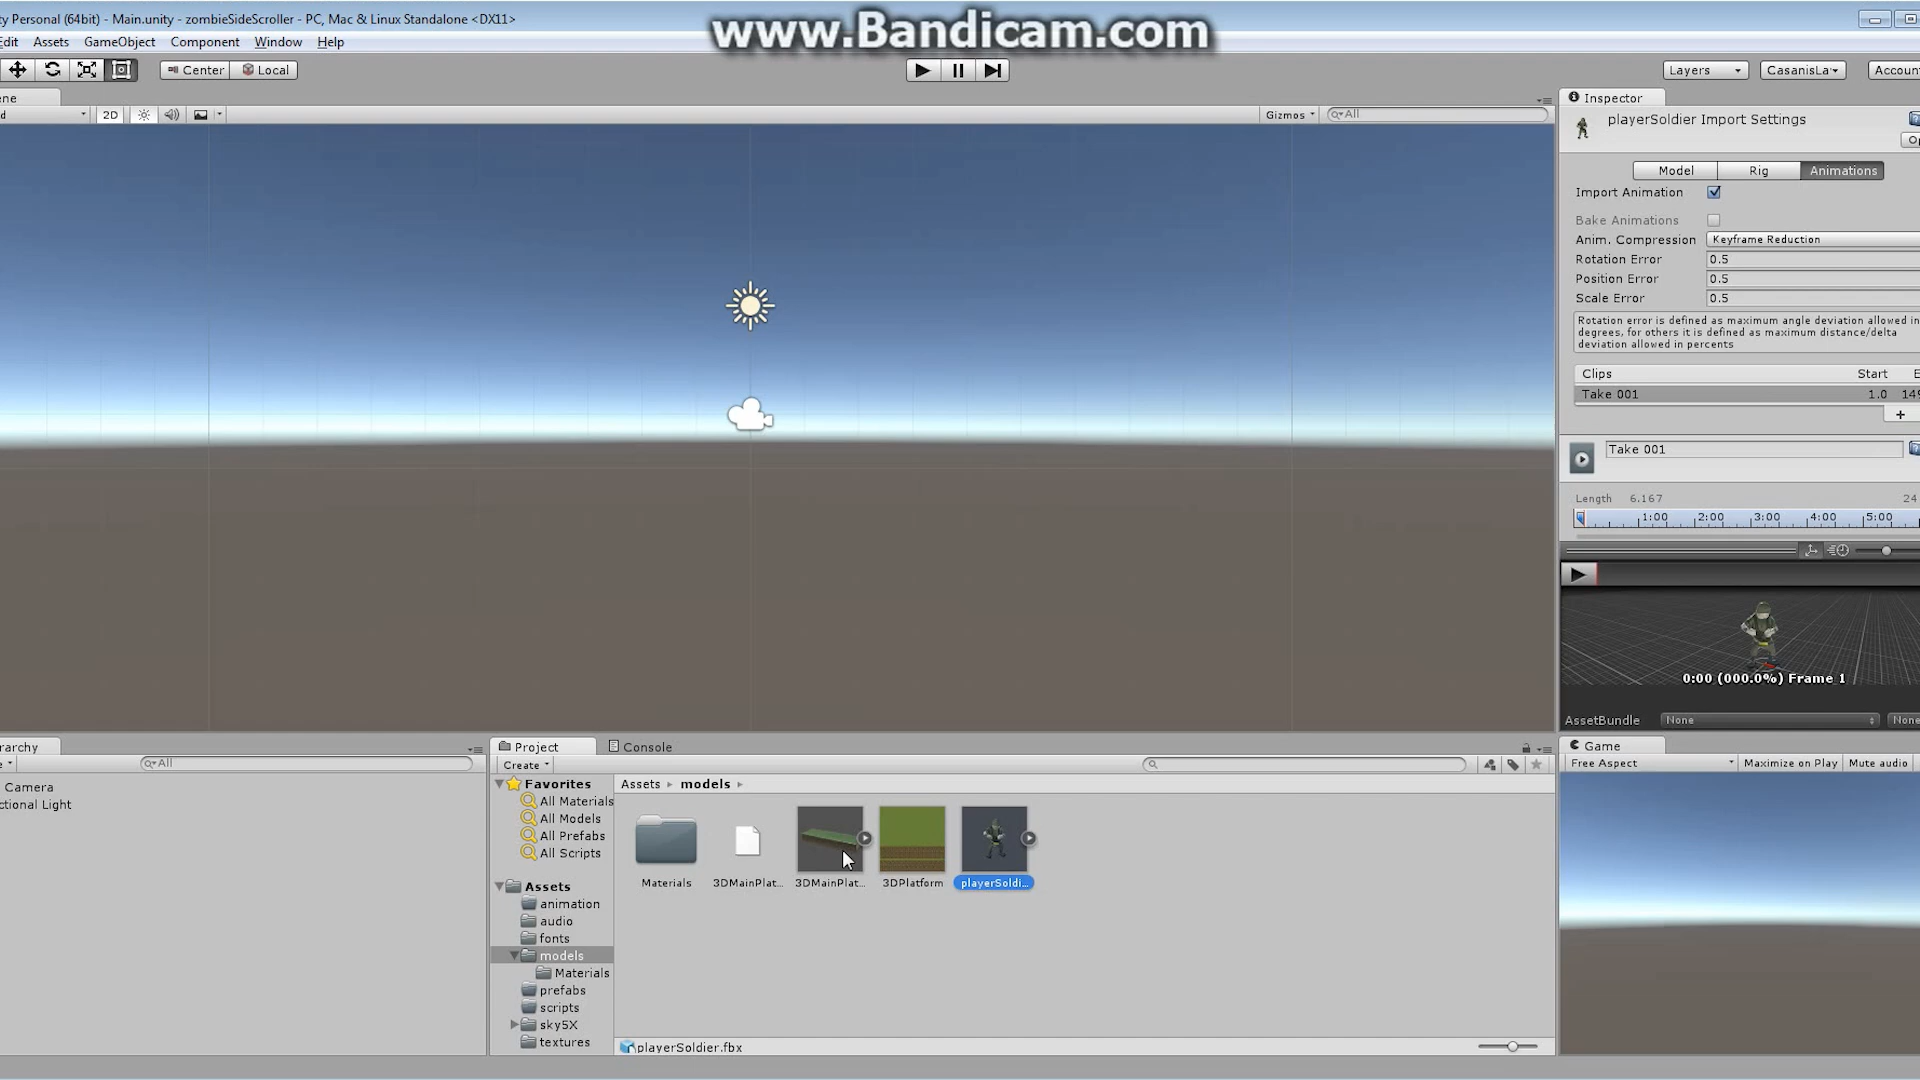 ty Personal (64bit) - Main.unity - zombieSideScroller - PC, Mac & Linux Standalone <DX11>
www.Bandicam.com
Edit Assets GameObject Component Window Help
Center Local
Layers CasanisLa Accoun
ene
Inspector
d 2D Gizmos All
playerSoldier Import Settings
Op
Model Rig Animations
Import Animation
Bake Animations
Anim. Compression Keyframe Reduction
Rotation Error 0.5
Position Error 0.5
Scale Error 0.5
Rotation error is defined as maximum angle deviation allowed in
degrees, for others it is defined as maximum distance/delta
deviation allowed in percents
Clips Start E
Take 001 1.0 149
+
Take 001
Length 6.167 24
1:00 2:00 3:00 4:00 5:00
0:00 (000.0%) Frame 1
AssetBundle None None
rarchy
Project Console
Game
e All
Create
Free Aspect Maximize on Play Mute audio
Camera
ctional Light
Favorites
All Materials
All Models
All Prefabs
All Scripts
Assets
animation
audio
fonts
models
Materials
prefabs
scripts
sky5X
textures
Assets models
Materials 3DMainPlat... 3DMainPlat... 3DPlatform playerSoldi...
playerSoldier.fbx